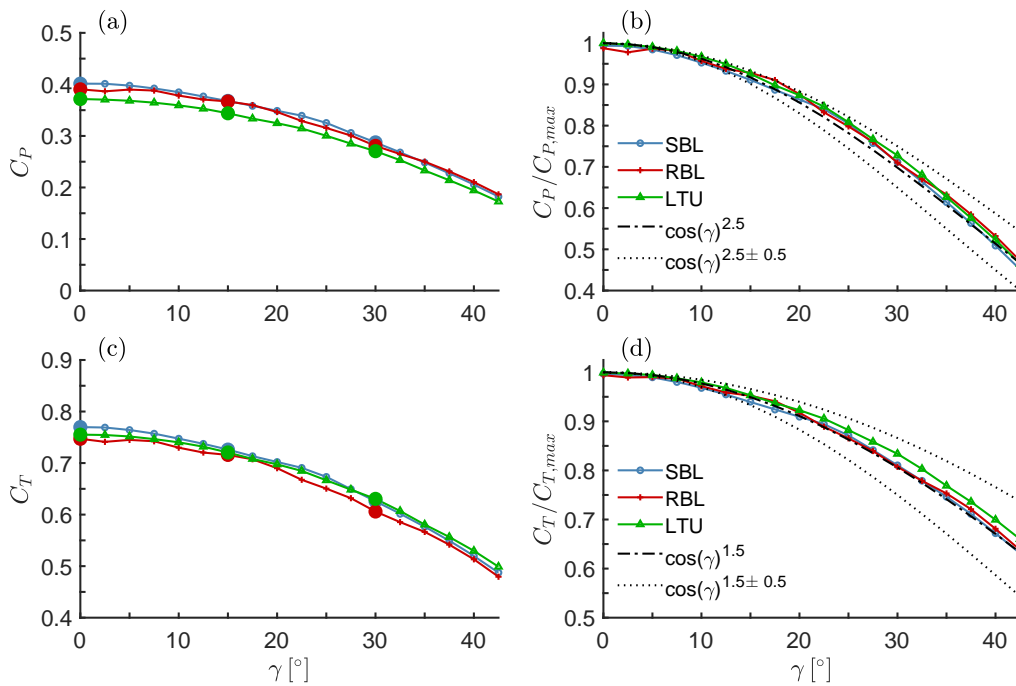 (a)
0.5
0.4
0.3
0.2
0.1
0
C_P
0 10 20 30 40
(b)
1
0.9
0.8
0.7
0.6
0.5
0.4
C_P/C_{P,max}
SBL
RBL
LTU
cos(γ)^{2.5}
cos(γ)^{2.5± 0.5}
0 10 20 30 40
(c)
0.9
0.8
0.7
0.6
0.5
0.4
C_T
0 10 20 30 40
γ [°]
(d)
1
0.9
0.8
0.7
0.6
0.5
C_T/C_{T,max}
SBL
RBL
LTU
cos(γ)^{1.5}
cos(γ)^{1.5± 0.5}
0 10 20 30 40
γ [°]